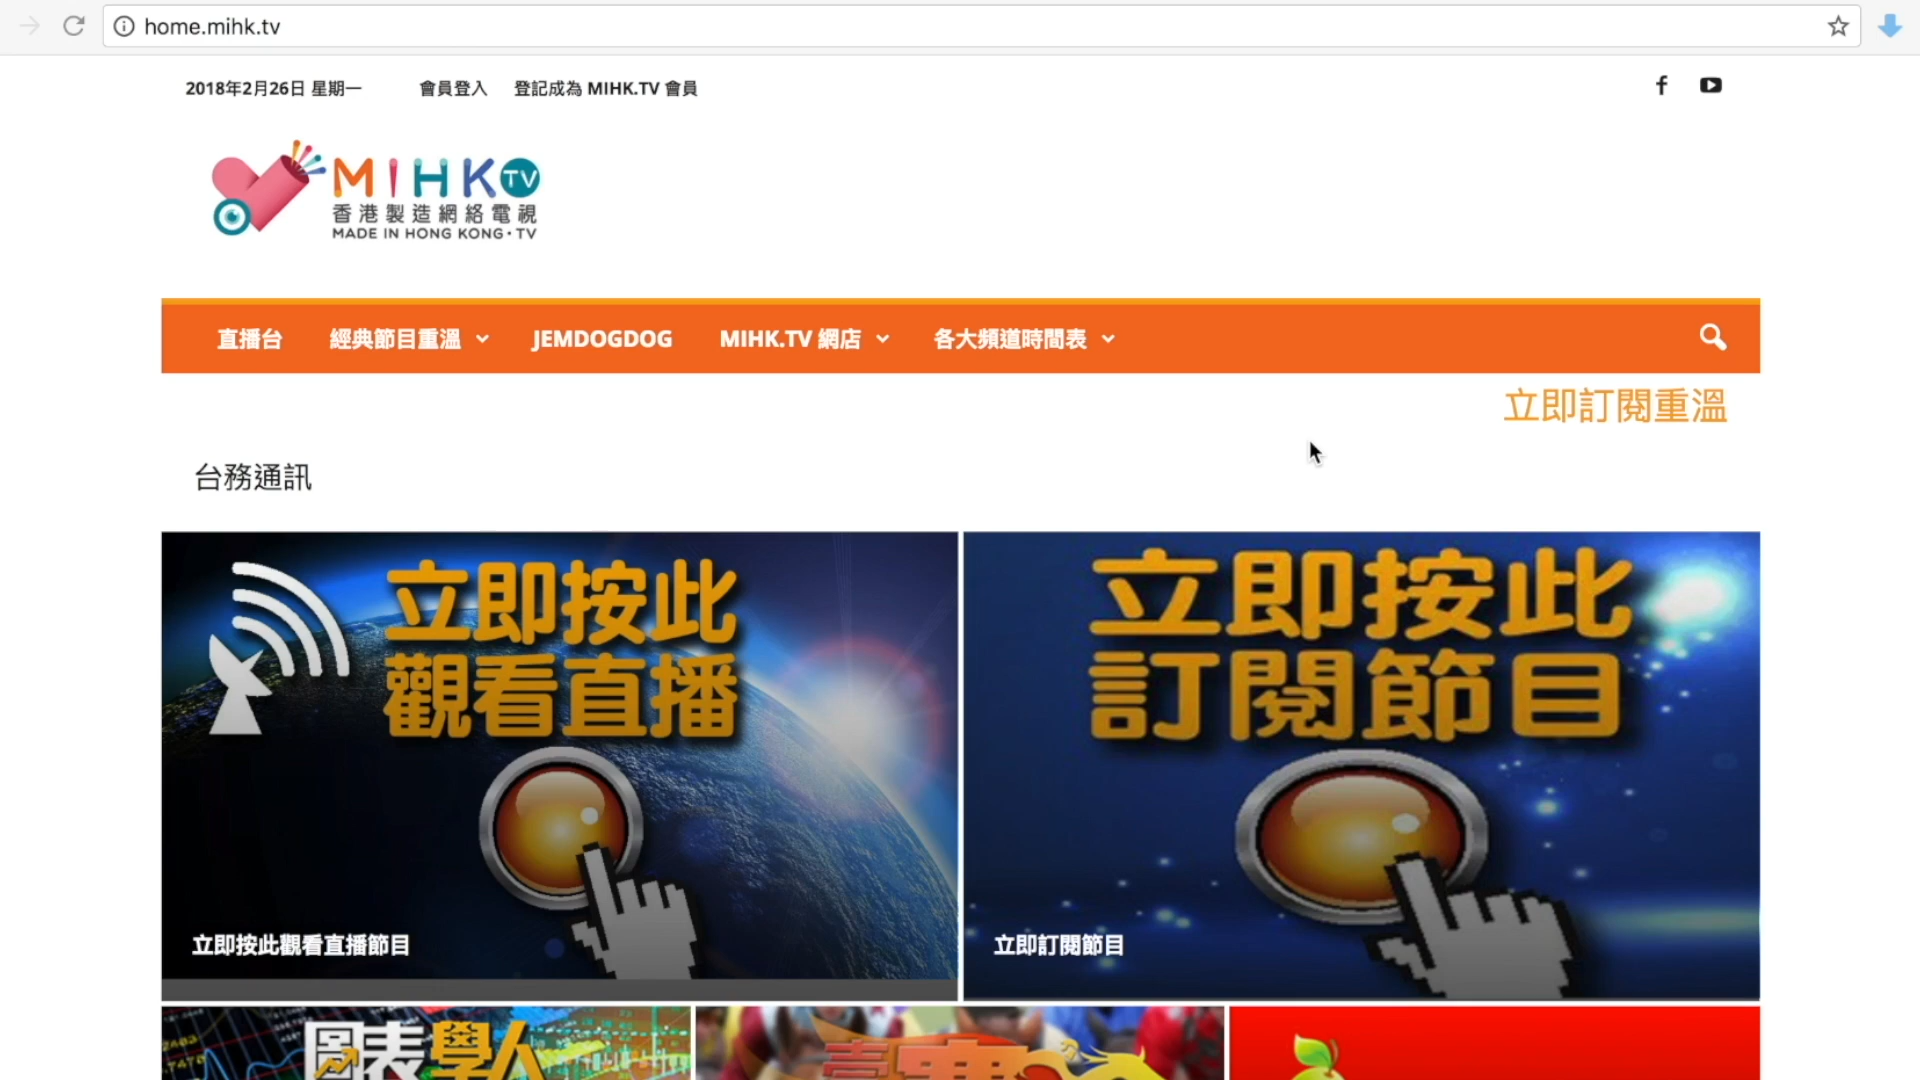 home.mihk.tv
2018年2月26日 星期一 會員登入 登記成為 MIHK.TV 會員
MIHK TV
香港製造網絡電視
MADE IN HONG KONG·TV
直播台 經典節目重溫 JEMDOGDOG MIHK.TV 網店 各大頻道時間表
立即訂閱重溫
台務通訊
立即按此
觀看直播
立即按此觀看直播節目
立即按此
訂閱節目
立即訂閱節目
圖表學人